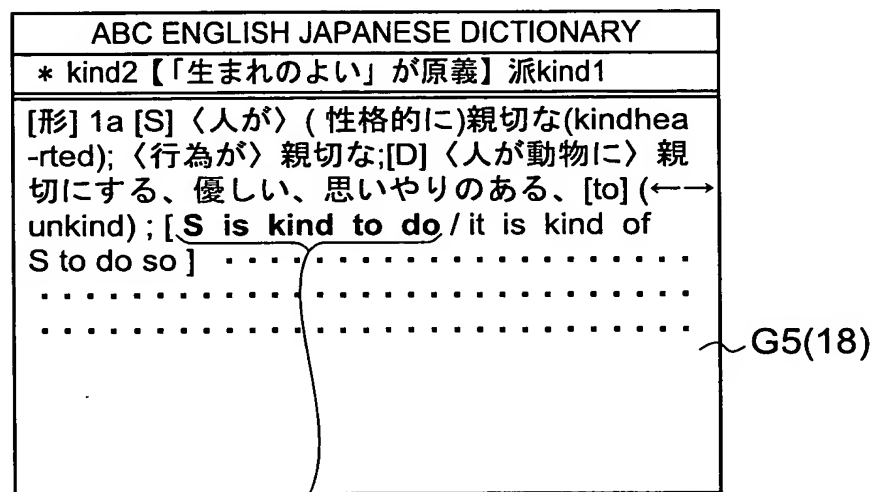 ABC ENGLISH JAPANESE DICTIONARY
* kind2【「生まれのよい」が原義】派kind1
[形] 1a [S]〈人が〉( 性格的に)親切な(kindhea
-rted);〈行為が〉親切な;[D]〈人が動物に〉親
切にする、優しい、思いやりのある、[to] (←→
unkind) ; [ S is kind to do / it is kind of
S to do so ] ・・・・・・・・・・・・・・・・・・・・・・・・・・
・・・・・・・・・・・・・・・・・・・・・・・・・・・・・・・・・・・・
・・・・・・・・・・・・・・・・・・・・・・・・・・・・・・・・・・・・
G5(18)